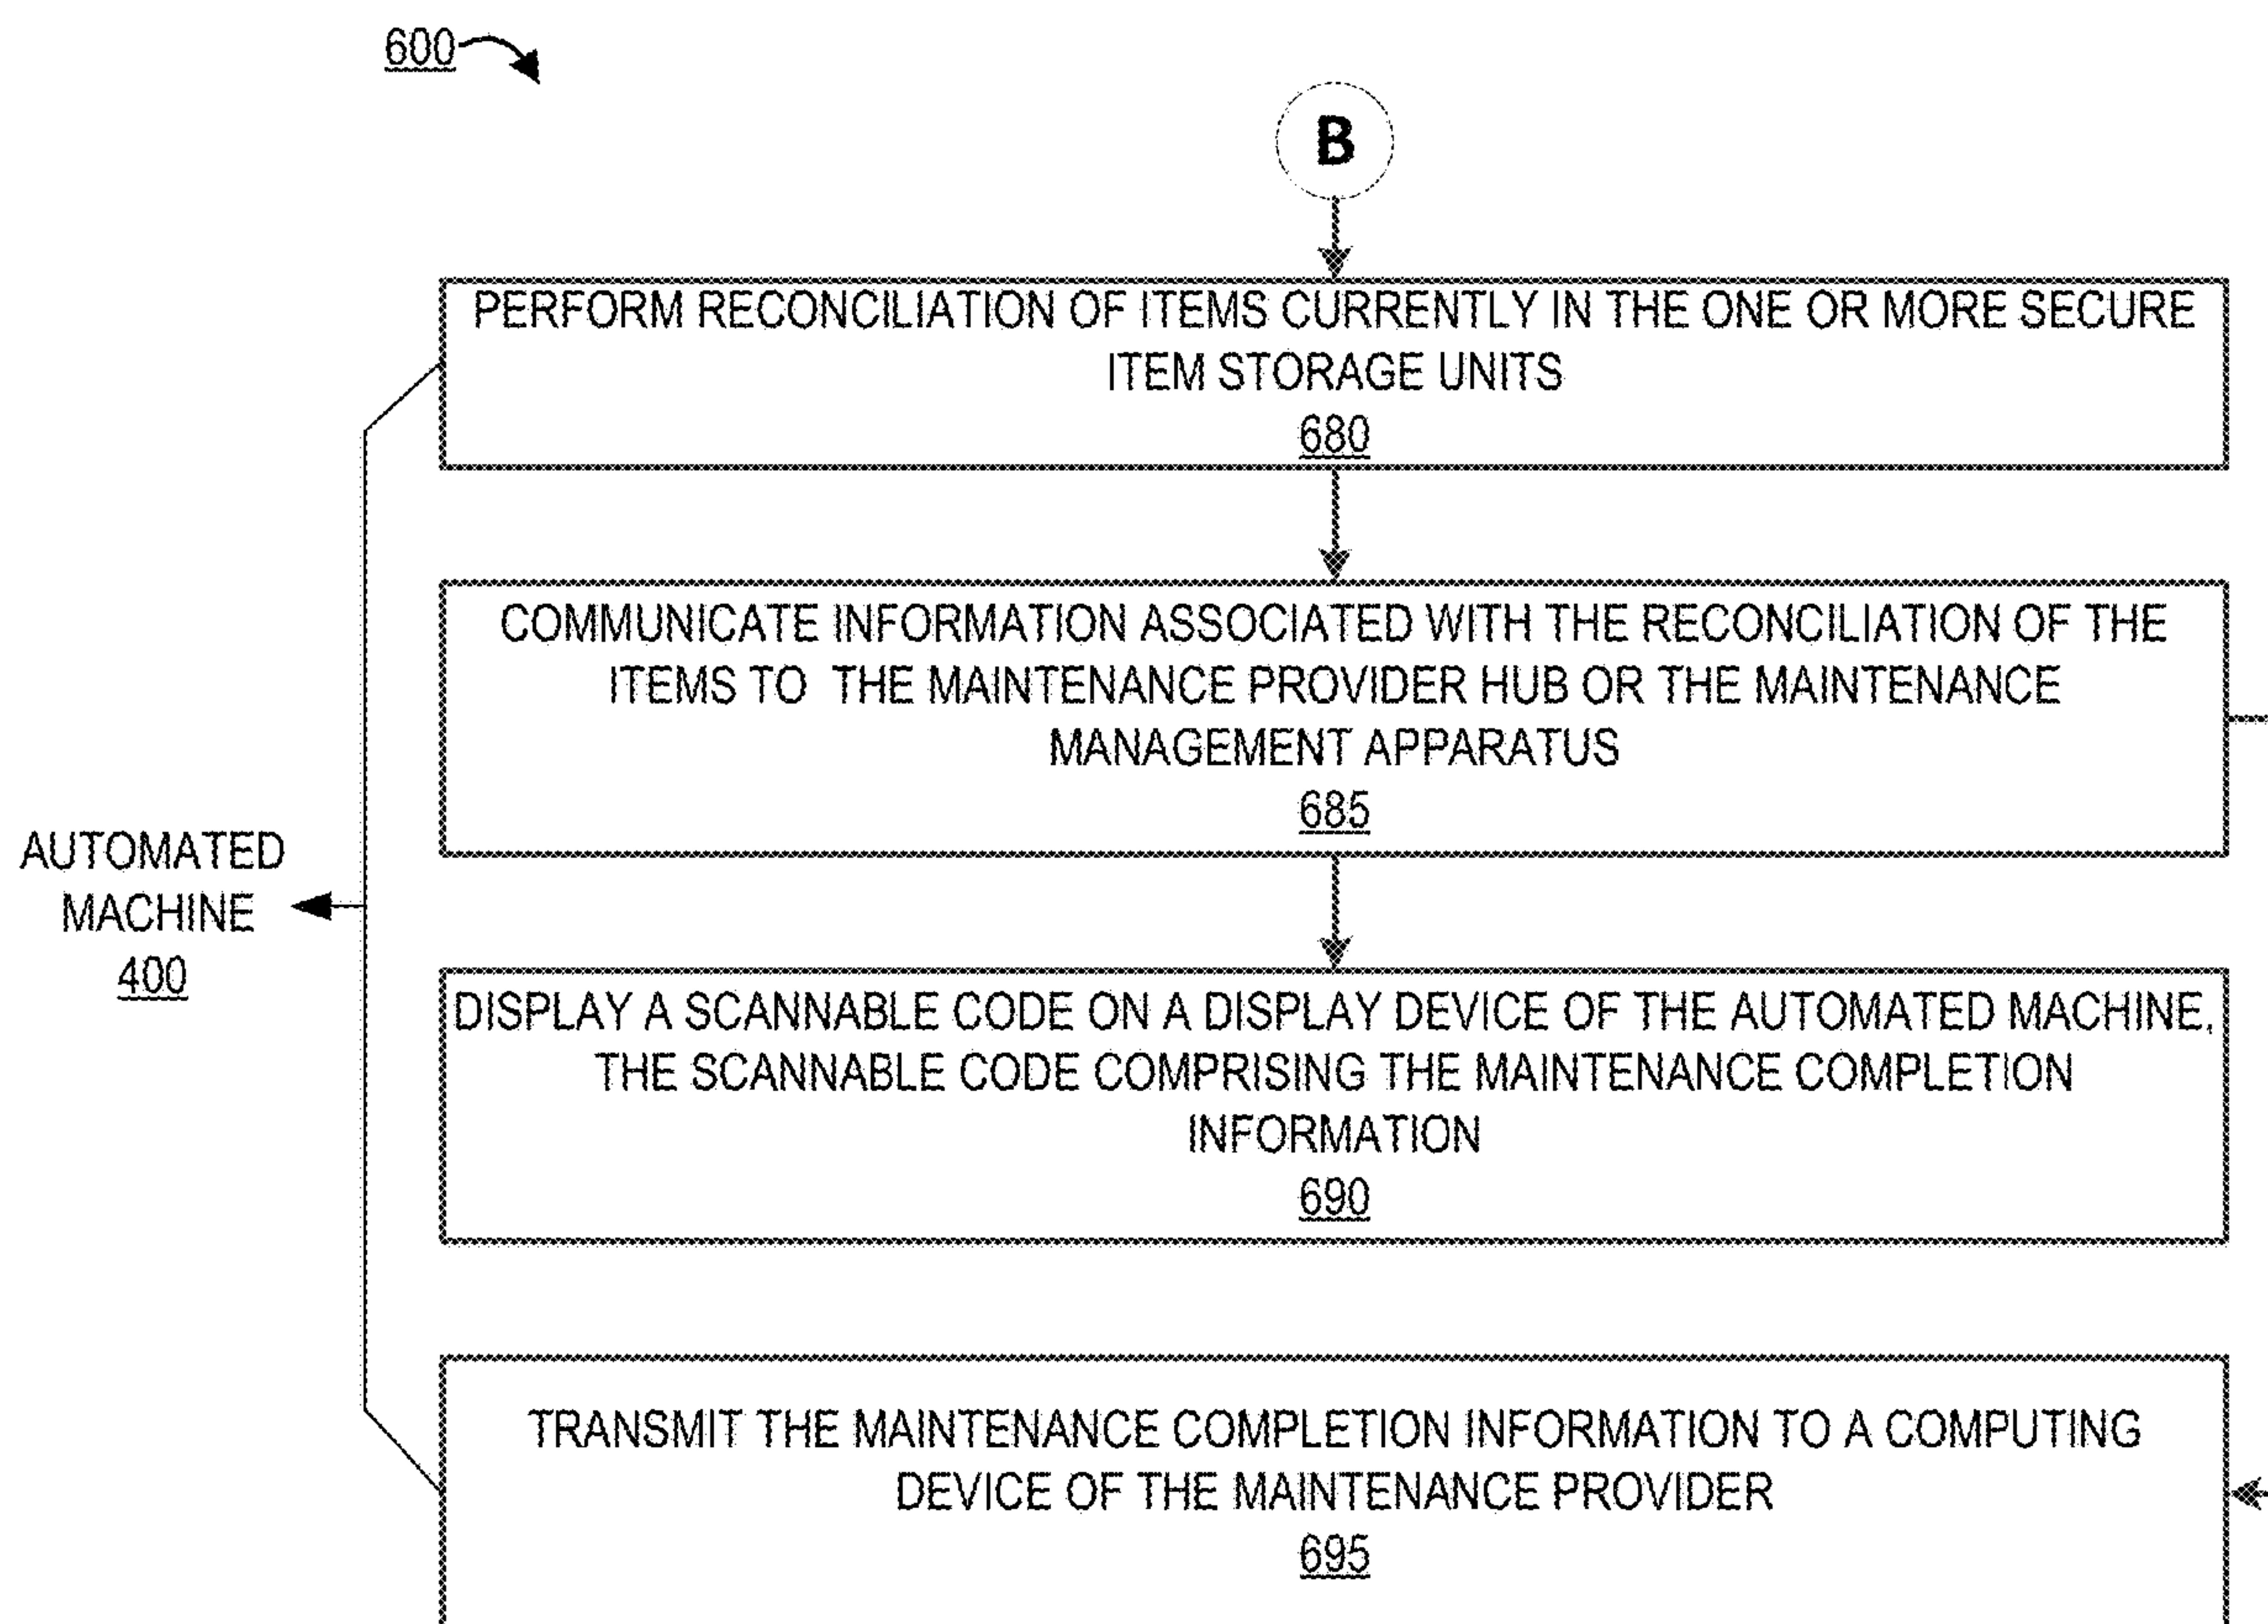 600
B
PERFORM RECONCILIATION OF ITEMS CURRENTLY IN THE ONE OR MORE SECURE
ITEM STORAGE UNITS
680
COMMUNICATE INFORMATION ASSOCIATED WITH THE RECONCILIATION OF THE
ITEMS TO THE MAINTENANCE PROVIDER HUB OR THE MAINTENANCE
MANAGEMENT APPARATUS
685
AUTOMATED
MACHINE
400
DISPLAY A SCANNABLE CODE ON A DISPLAY DEVICE OF THE AUTOMATED MACHINE,
THE SCANNABLE CODE COMPRISING THE MAINTENANCE COMPLETION
INFORMATION
690
TRANSMIT THE MAINTENANCE COMPLETION INFORMATION TO A COMPUTING
DEVICE OF THE MAINTENANCE PROVIDER
695